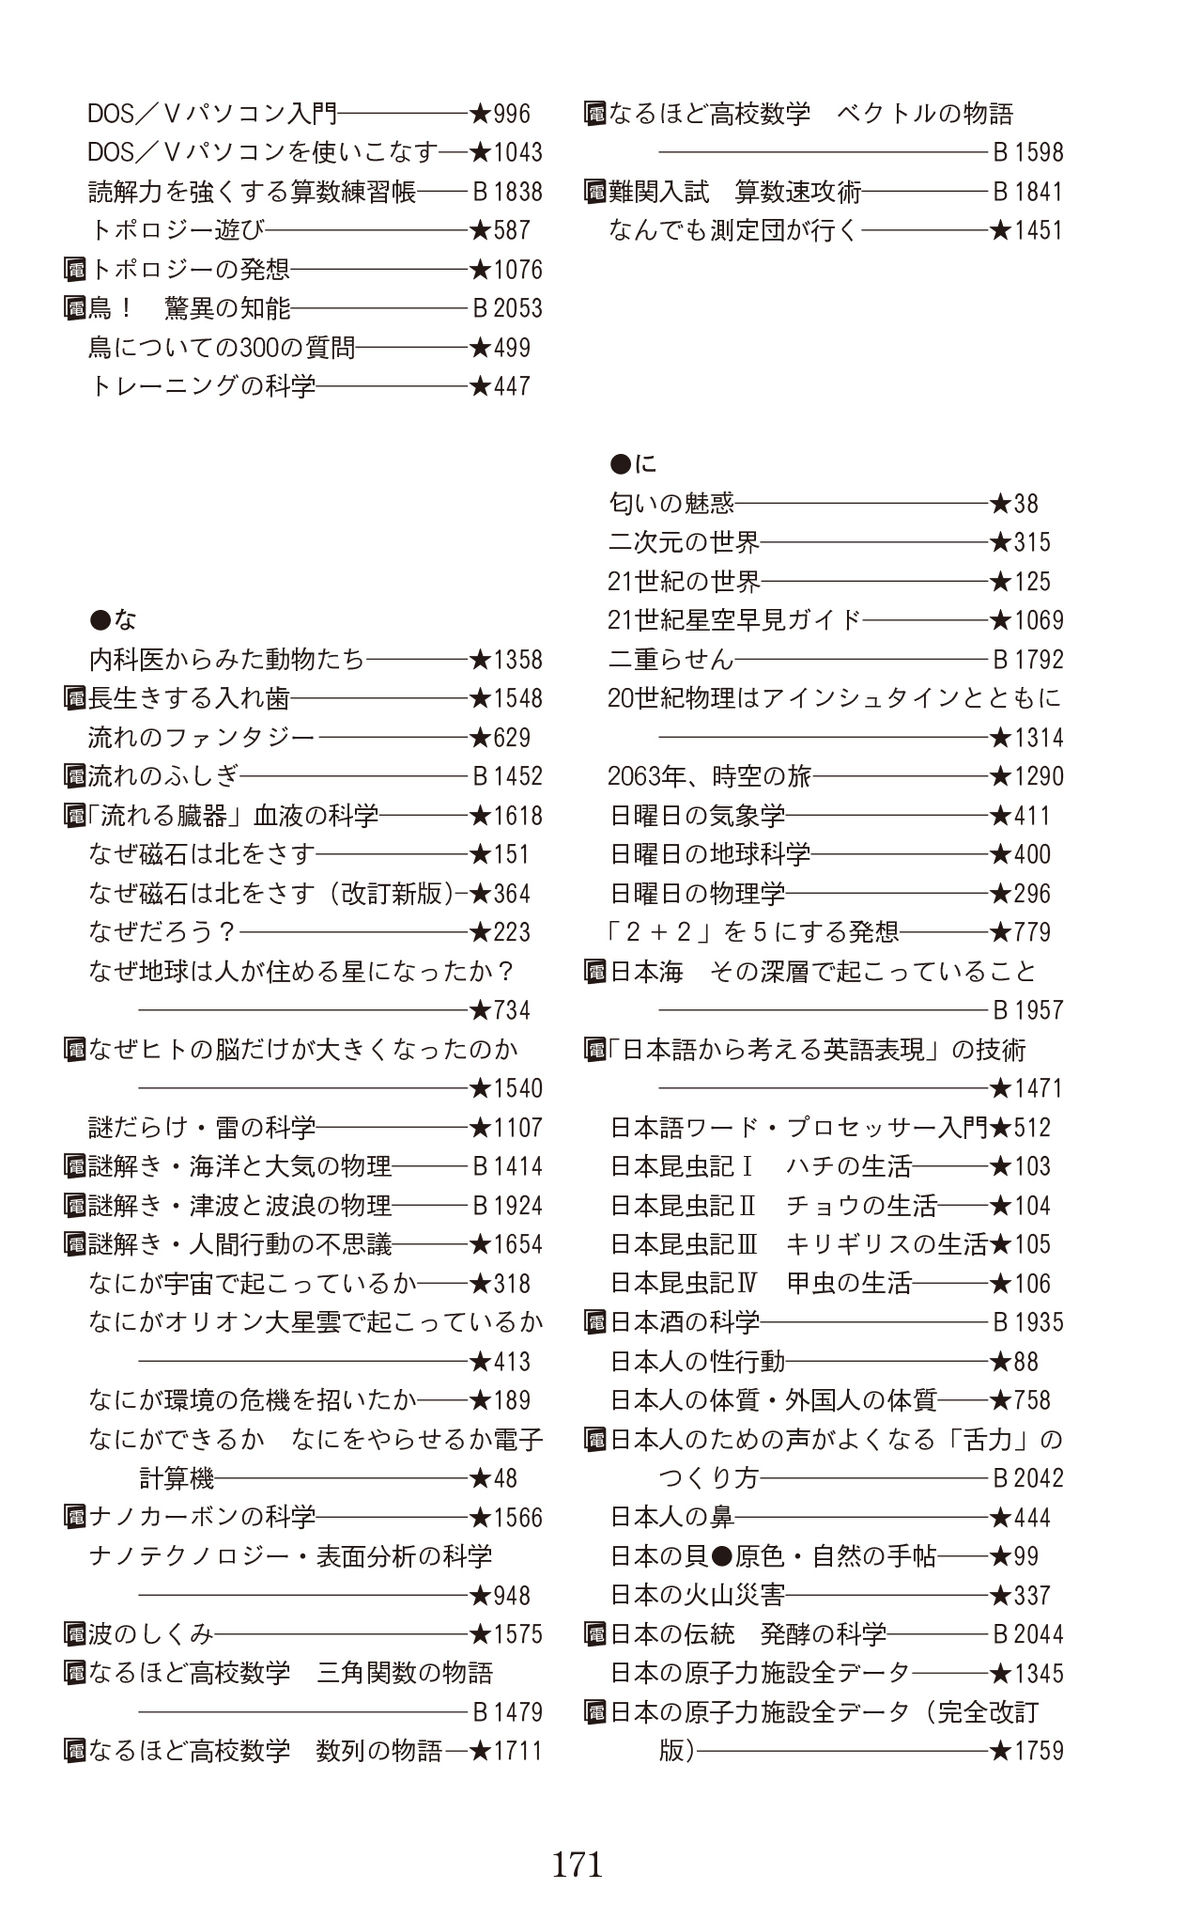 DOS／Ｖパソコン入門―――――★996
DOS／Ｖパソコンを使いこなす―★1043
読解力を強くする算数練習帳――Ｂ1838
トポロジー遊び――――――――★587
電トポロジーの発想―――――――★1076
電鳥！　驚異の知能―――――――Ｂ2053
鳥についての300の質問――――★499
トレーニングの科学――――――★447
●な
内科医からみた動物たち――――★1358
電長生きする入れ歯―――――――★1548
流れのファンタジー――――――★629
電流れのふしぎ―――――――――Ｂ1452
電「流れる臓器」血液の科学―――★1618
なぜ磁石は北をさす――――――★151
なぜ磁石は北をさす（改訂新版）―★364
なぜだろう？―――――――――★223
なぜ地球は人が住める星になったか？
―――――――――――――★734
電なぜヒトの脳だけが大きくなったのか
―――――――――――――★1540
謎だらけ・雷の科学――――――★1107
電謎解き・海洋と大気の物理―――Ｂ1414
電謎解き・津波と波浪の物理―――Ｂ1924
電謎解き・人間行動の不思議―――★1654
なにが宇宙で起こっているか――★318
なにがオリオン大星雲で起こっているか
―――――――――――――★413
なにが環境の危機を招いたか――★189
なにができるか　なにをやらせるか電子
計算機――――――――――★48
電ナノカーボンの科学――――――★1566
ナノテクノロジー・表面分析の科学
―――――――――――――★948
電波のしくみ――――――――――★1575
電なるほど高校数学　三角関数の物語
―――――――――――――Ｂ1479
電なるほど高校数学　数列の物語―★1711
電なるほど高校数学　ベクトルの物語
―――――――――――――Ｂ1598
電難関入試　算数速攻術―――――Ｂ1841
なんでも測定団が行く―――――★1451
●に
匂いの魅惑――――――――――★38
二次元の世界―――――――――★315
21世紀の世界―――――――――★125
21世紀星空早見ガイド―――――★1069
二重らせん――――――――――Ｂ1792
20世紀物理はアインシュタインとともに
―――――――――――――★1314
2063年、時空の旅―――――――★1290
日曜日の気象学――――――――★411
日曜日の地球科学―――――――★400
日曜日の物理学――――――――★296
「２＋２」を５にする発想―――★779
電日本海　その深層で起こっていること
―――――――――――――Ｂ1957
電「日本語から考える英語表現」の技術
―――――――――――――★1471
日本語ワード・プロセッサー入門★512
日本昆虫記Ⅰ　ハチの生活―――★103
日本昆虫記Ⅱ　チョウの生活――★104
日本昆虫記Ⅲ　キリギリスの生活★105
日本昆虫記Ⅳ　甲虫の生活―――★106
電日本酒の科学―――――――――Ｂ1935
日本人の性行動――――――――★88
日本人の体質・外国人の体質――★758
電日本人のための声がよくなる「舌力」の
つくり方―――――――――Ｂ2042
日本人の鼻――――――――――★444
日本の貝●原色・自然の手帖――★99
日本の火山災害――――――――★337
電日本の伝統　発酵の科学――――Ｂ2044
日本の原子力施設全データ―――★1345
電日本の原子力施設全データ（完全改訂
版）―――――――――――★1759
171